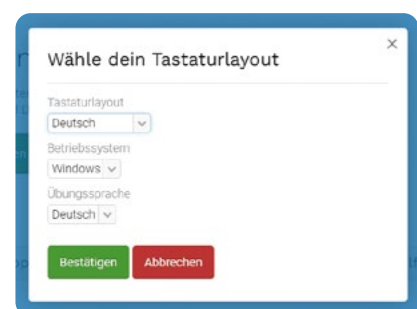 Wähle dein Tastaturlayout
×
Tastaturlayout
Deutsch
Betriebssystem
Windows
Übungssprache
Deutsch
Bestätigen Abbrechen